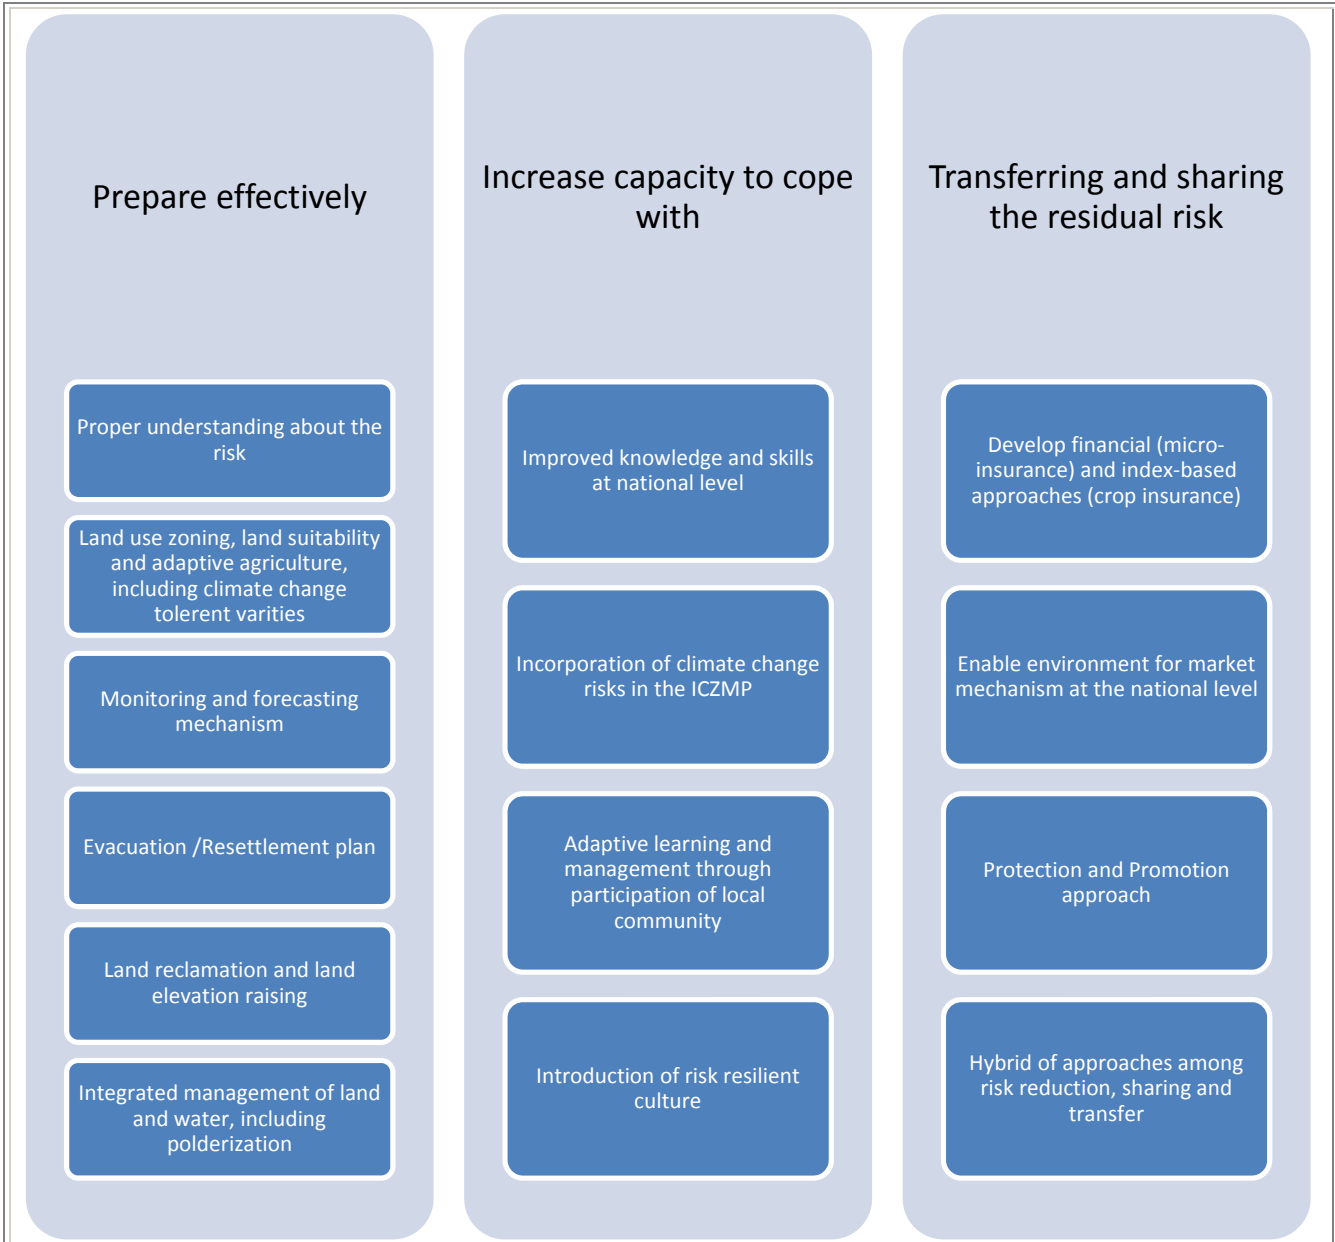 Prepare effectively
Proper understanding about the
risk
Land use zoning, land suitability
and adaptive agriculture,
including climate change
tolerent varities
Monitoring and forecasting
mechanism
Evacuation /Resettlement plan
Land reclamation and land
elevation raising
Integrated management of land
and water, including
polderization
Increase capacity to cope
with
Improved knowledge and skills
at national level
Incorporation of climate change
risks in the ICZMP
Adaptive learning and
management through
participation of local
community
Introduction of risk resilient
culture
Transferring and sharing
the residual risk
Develop financial (micro-
insurance) and index-based
approaches (crop insurance)
Enable environment for market
mechanism at the national level
Protection and Promotion
approach
Hybrid of approaches among
risk reduction, sharing and
transfer